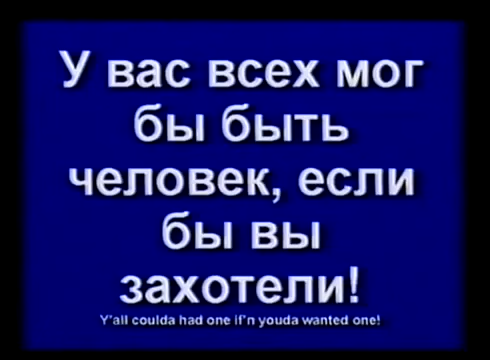 У вас всех мог
бы быть
человек, если
бы вы
захотели!
Y'all coulda had one if'n youda wanted one!